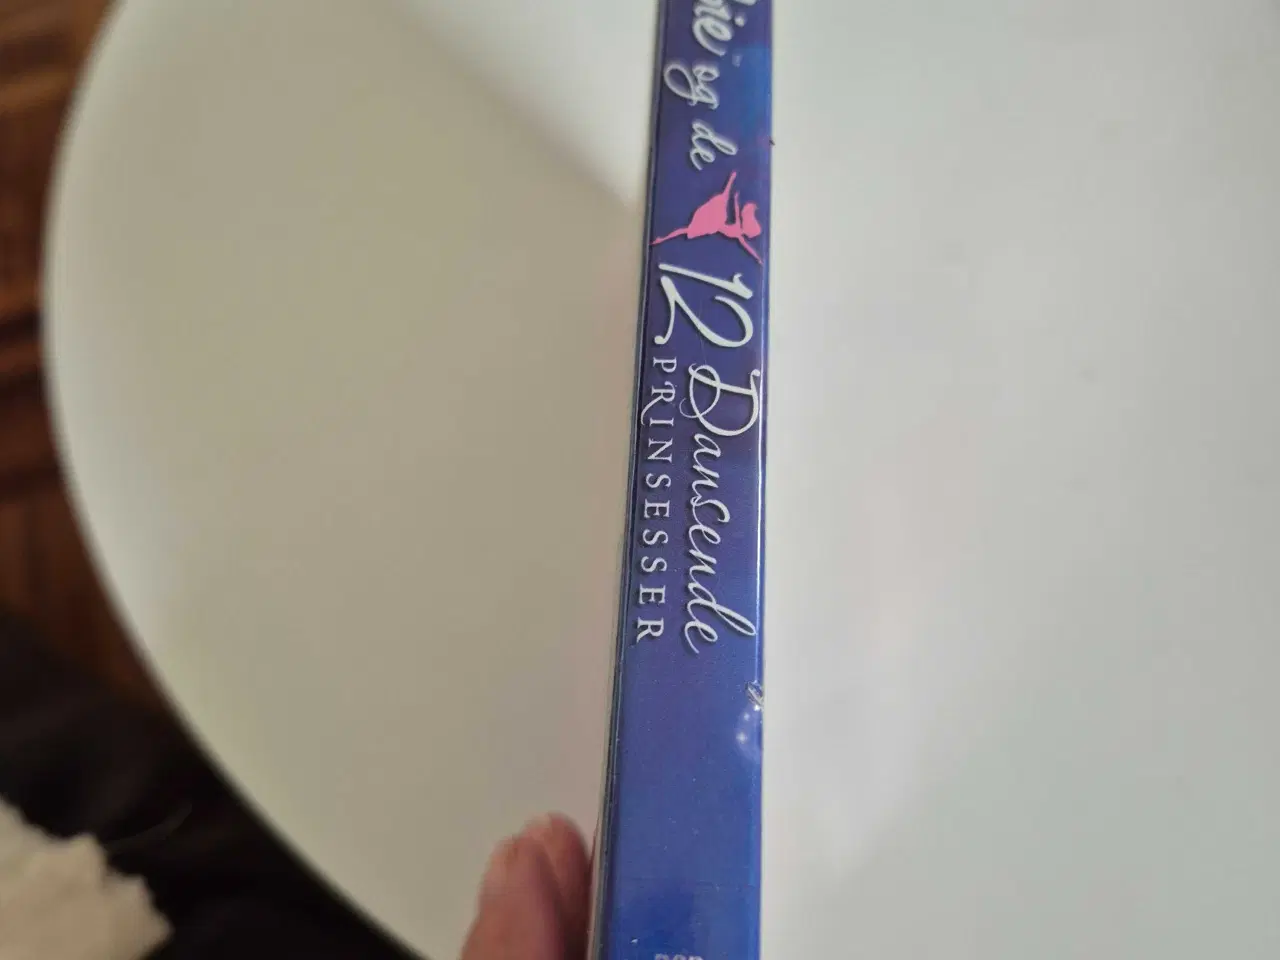 og de
12 Dansende
PRINSESSER